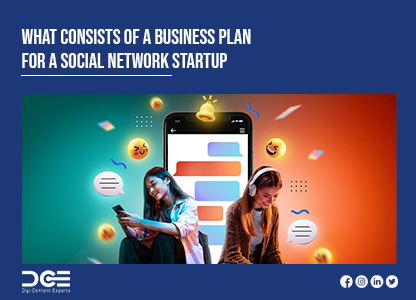 WHAT CONSISTS OF A BUSINESS PLAN
FOR A SOCIAL NETWORK STARTUP
DCE
Digi Content Experts